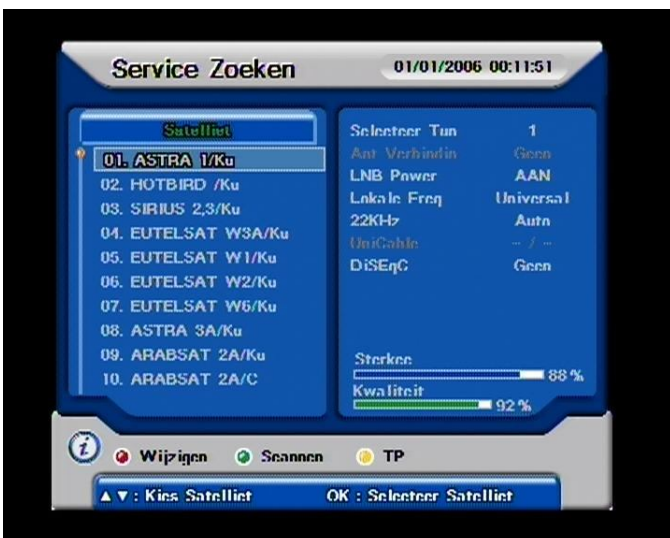 Service Zoeken
01/01/2006 00:11:51
Satelliet
01. ASTRA 1/Ku
02. HOTBIRD /Ku
03. SIRIUS 2,3/Ku
04. EUTELSAT W3A/Ku
05. EUTELSAT W1/Ku
06. EUTELSAT W2/Ku
07. EUTELSAT W6/Ku
08. ASTRA 3A/Ku
09. ARABSAT 2A/Ku
10. ARABSAT 2A/C
Selecteer Tun 1
Ant Verbindin Geen
LNB Power AAN
Lokale Freq Universal
22KHz Auto
UniCable -- / --
DiSEqC Geen
Sterkee
88 %
Kwaliteit
92 %
i
Wijzigen Scannen TP
▲ ▼ : Kies Satelliet OK : Selecteer Satelliet